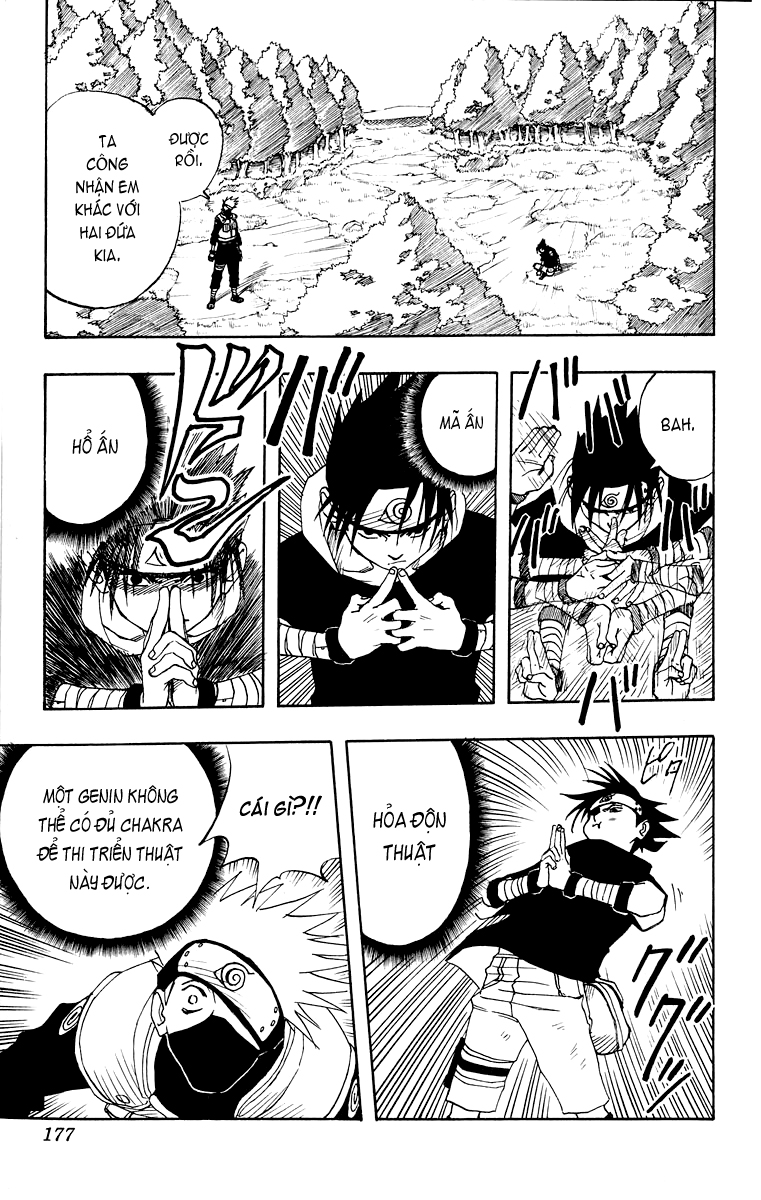 ĐƯỢC
RỒI.
TA
CÔNG
NHẬN EM
KHÁC VỚI
HAI ĐỨA
KIA.
BAH.
MÃ ẤN
HỔ ẤN
HỎA ĐỘN
THUẬT
CÁI GÌ?!!
MỘT GENIN KHÔNG
THỂ CÓ ĐỦ CHAKRA
ĐỂ THI TRIỂN THUẬT
NÀY ĐƯỢC.
177